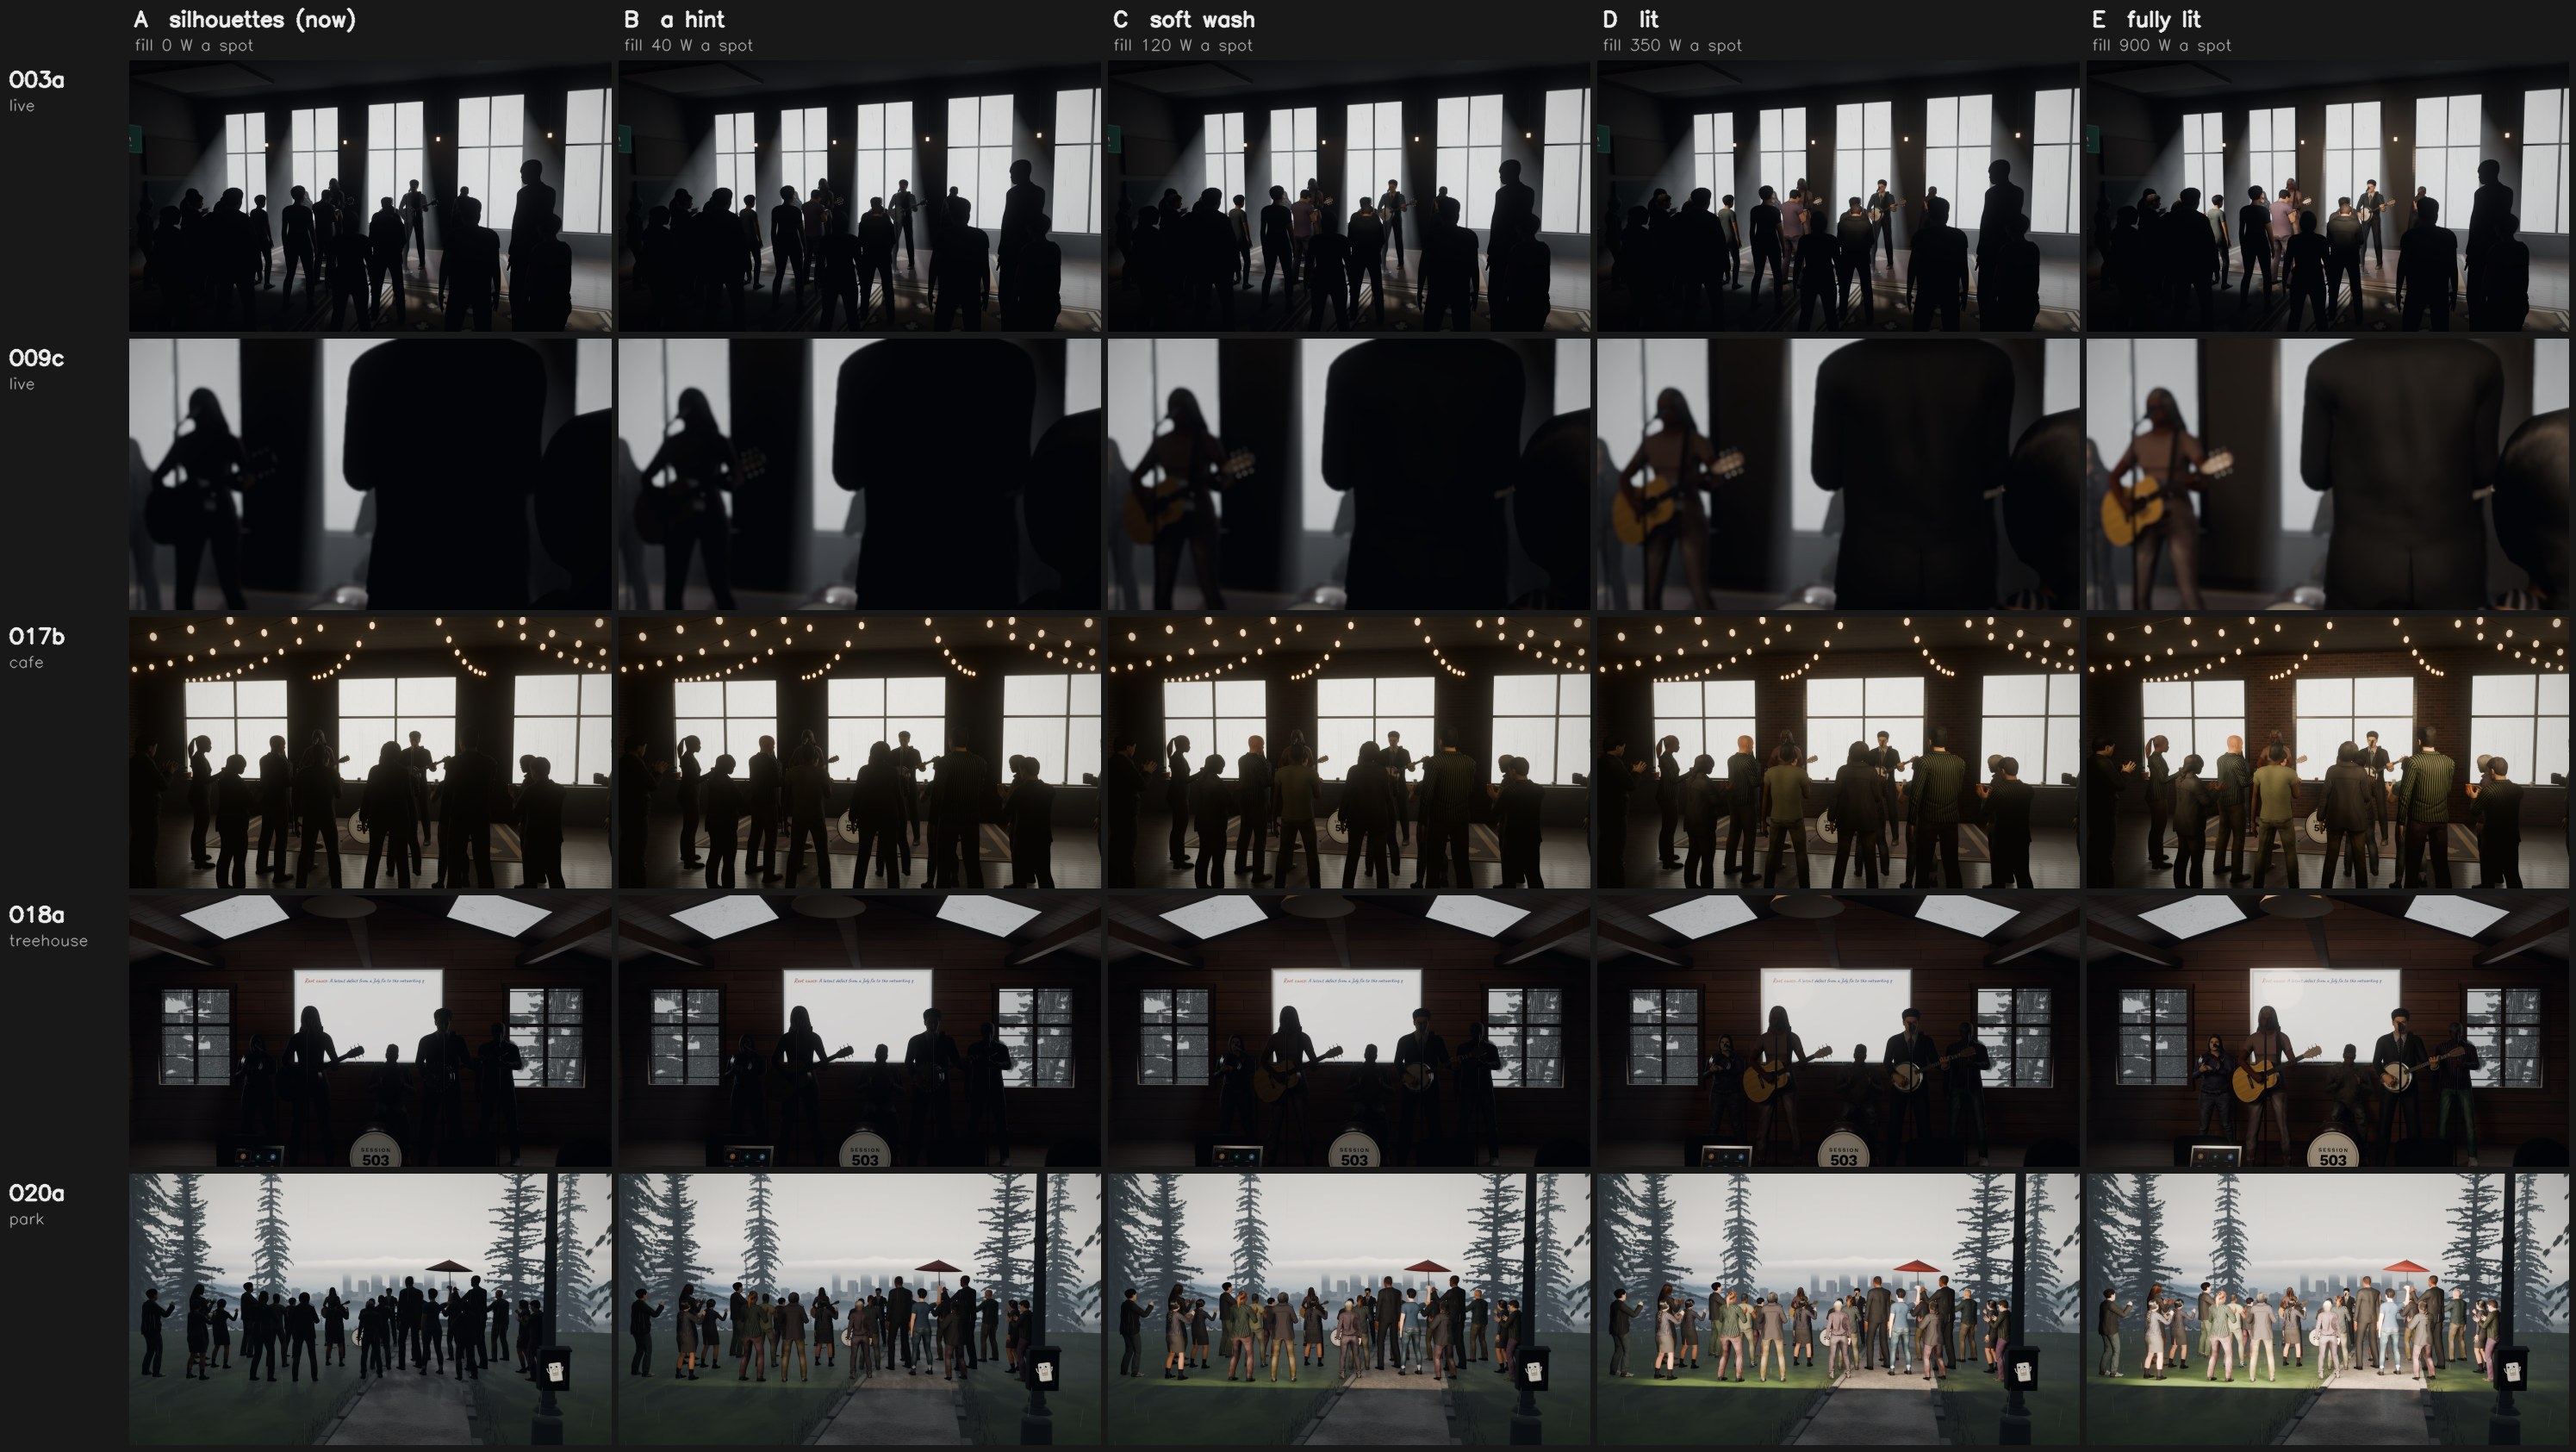 A silhouettes (now)
fill 0 W a spot
B a hint
fill 40 W a spot
C soft wash
fill 120 W a spot
D lit
fill 350 W a spot
E fully lit
fill 900 W a spot
003a
live
009c
live
017b
cafe
018a
treehouse
SESSION
503
SESSION
503
SESSION
503
SESSION
503
SESSION
503
020a
park